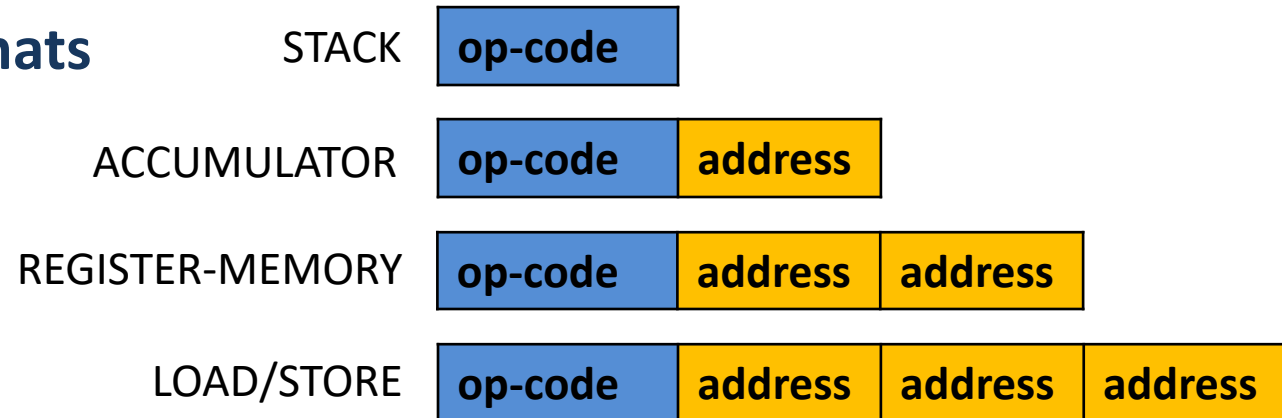 STACK op-code
ACCUMULATOR op-code address
REGISTER-MEMORY op-code address address
LOAD/STORE op-code address address address